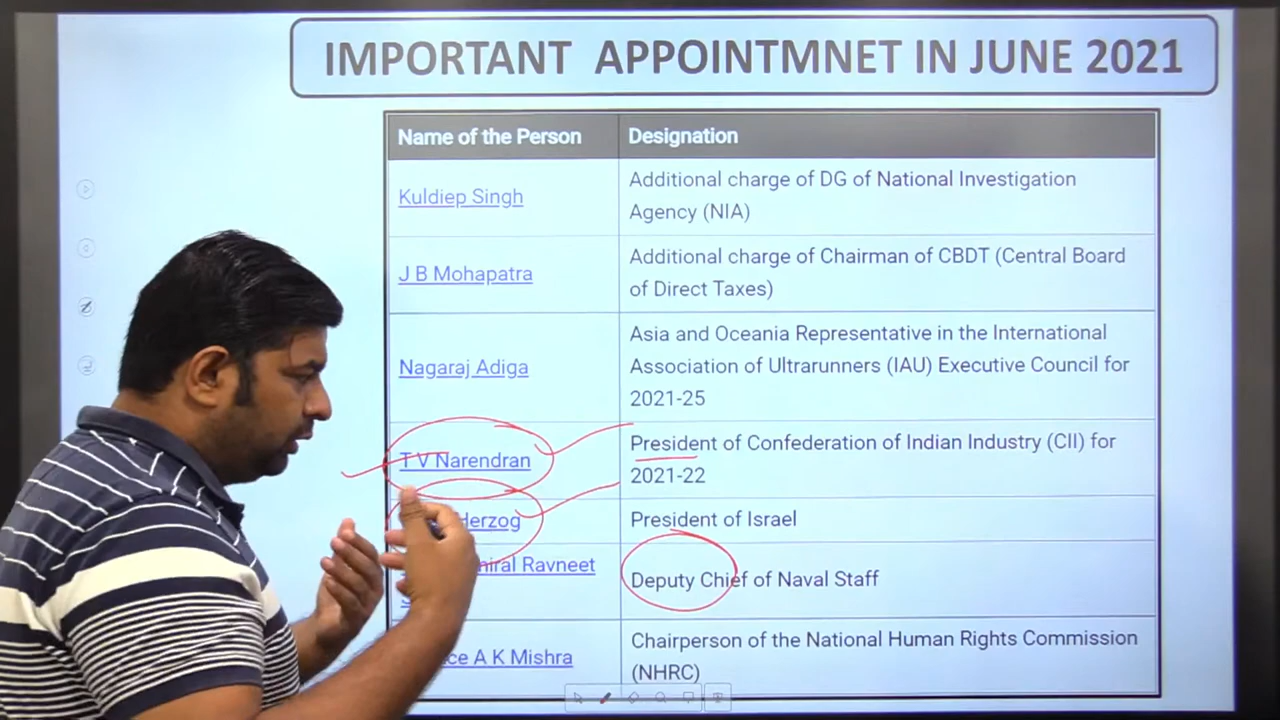 IMPORTANT APPOINTMNET IN JUNE 2021
Name of the Person
Designation
Kuldiep Singh
Additional charge of DG of National Investigation
Agency (NIA)
J B Mohapatra
Additional charge of Chairman of CBDT (Central Board
of Direct Taxes)
Nagaraj Adiga
Asia and Oceania Representative in the International
Association of Ultrarunners (IAU) Executive Council for
2021-25
T V Narendran
President of Confederation of Indian Industry (CII) for
2021-22
Herzog
President of Israel
Ravneet
Deputy Chief of Naval Staff
A K Mishra
Chairperson of the National Human Rights Commission
(NHRC)